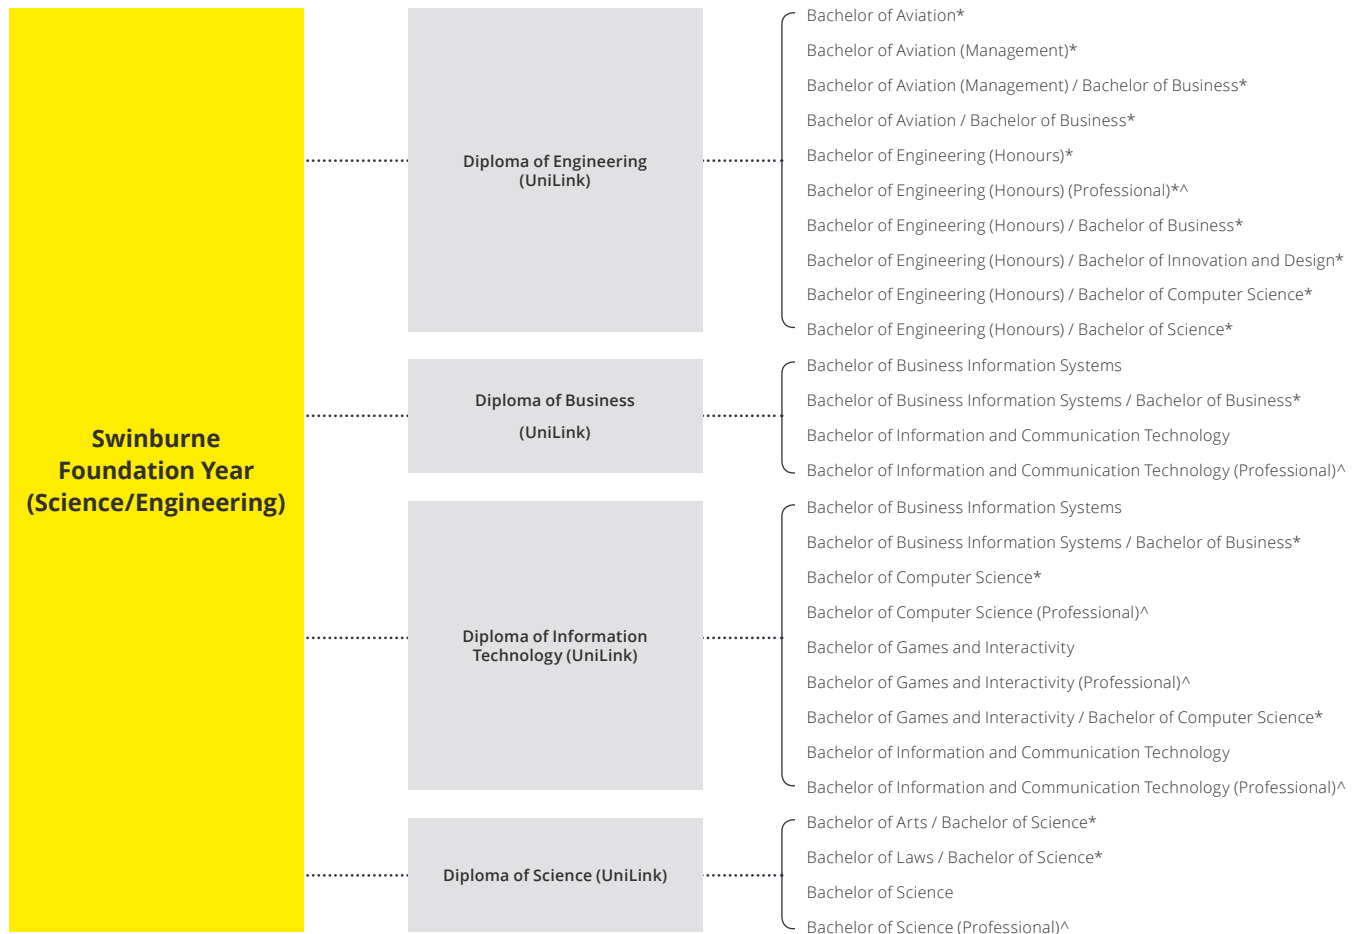 Swinburne
Foundation Year
(Science/Engineering)
Diploma of Engineering
(UniLink)
Bachelor of Aviation*
Bachelor of Aviation (Management)*
Bachelor of Aviation (Management) / Bachelor of Business*
Bachelor of Aviation / Bachelor of Business*
Bachelor of Engineering (Honours)*
Bachelor of Engineering (Honours) (Professional)*^
Bachelor of Engineering (Honours) / Bachelor of Business*
Bachelor of Engineering (Honours) / Bachelor of Innovation and Design*
Bachelor of Engineering (Honours) / Bachelor of Computer Science*
Bachelor of Engineering (Honours) / Bachelor of Science*
Diploma of Business
(UniLink)
Bachelor of Business Information Systems
Bachelor of Business Information Systems / Bachelor of Business*
Bachelor of Information and Communication Technology
Bachelor of Information and Communication Technology (Professional)^
Diploma of Information
Technology (UniLink)
Bachelor of Business Information Systems
Bachelor of Business Information Systems / Bachelor of Business*
Bachelor of Computer Science*
Bachelor of Computer Science (Professional)^
Bachelor of Games and Interactivity
Bachelor of Games and Interactivity (Professional)^
Bachelor of Games and Interactivity / Bachelor of Computer Science*
Bachelor of Information and Communication Technology
Bachelor of Information and Communication Technology (Professional)^
Diploma of Science (UniLink)
Bachelor of Arts / Bachelor of Science*
Bachelor of Laws / Bachelor of Science*
Bachelor of Science
Bachelor of Science (Professional)^